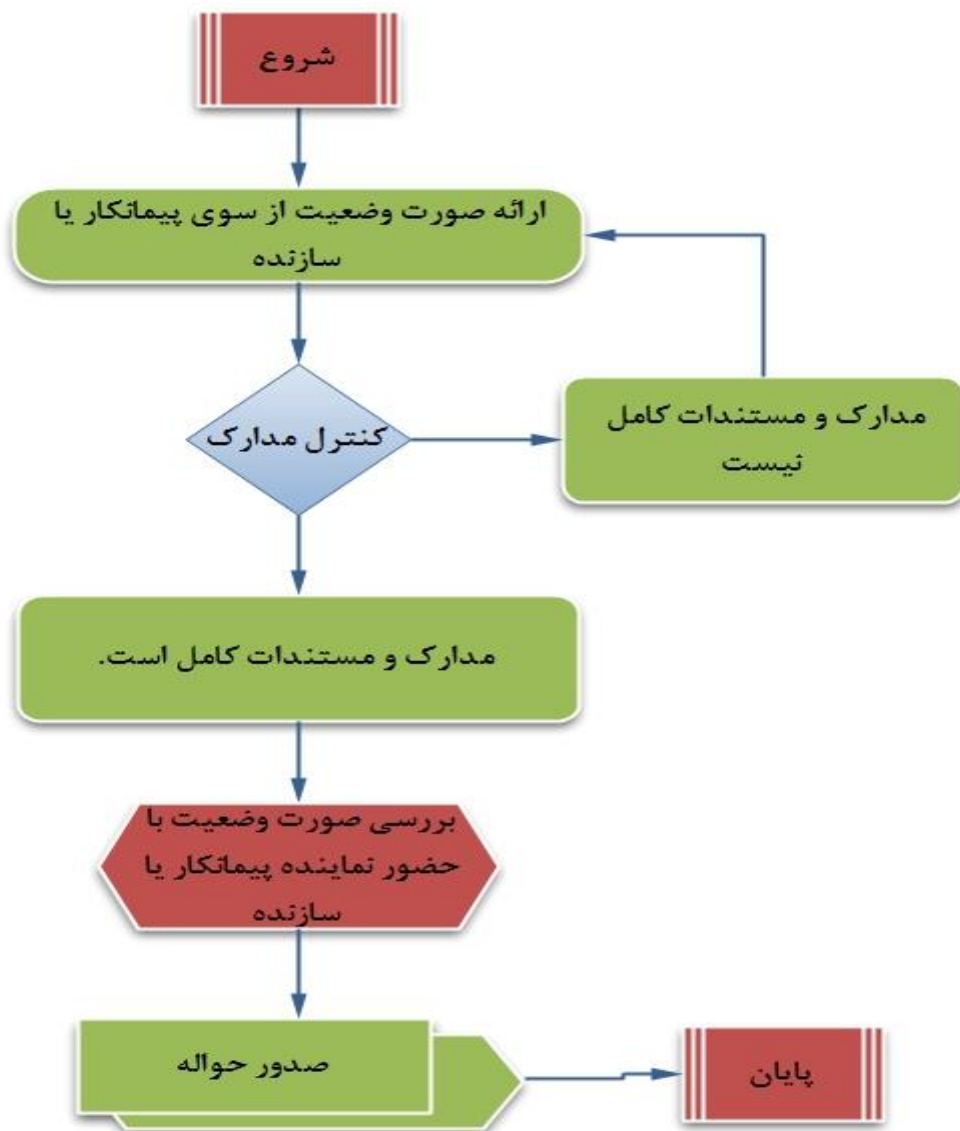 شروع
ارائه صورت وضعیت از سوی پیمانکار یا
سازنده
کنترل مدارک
مدارک و مستندات کامل
نیست
مدارک و مستندات کامل است.
بررسی صورت وضعیت با
حضور نماینده پیمانکار یا
سازنده
صدور حواله
پایان